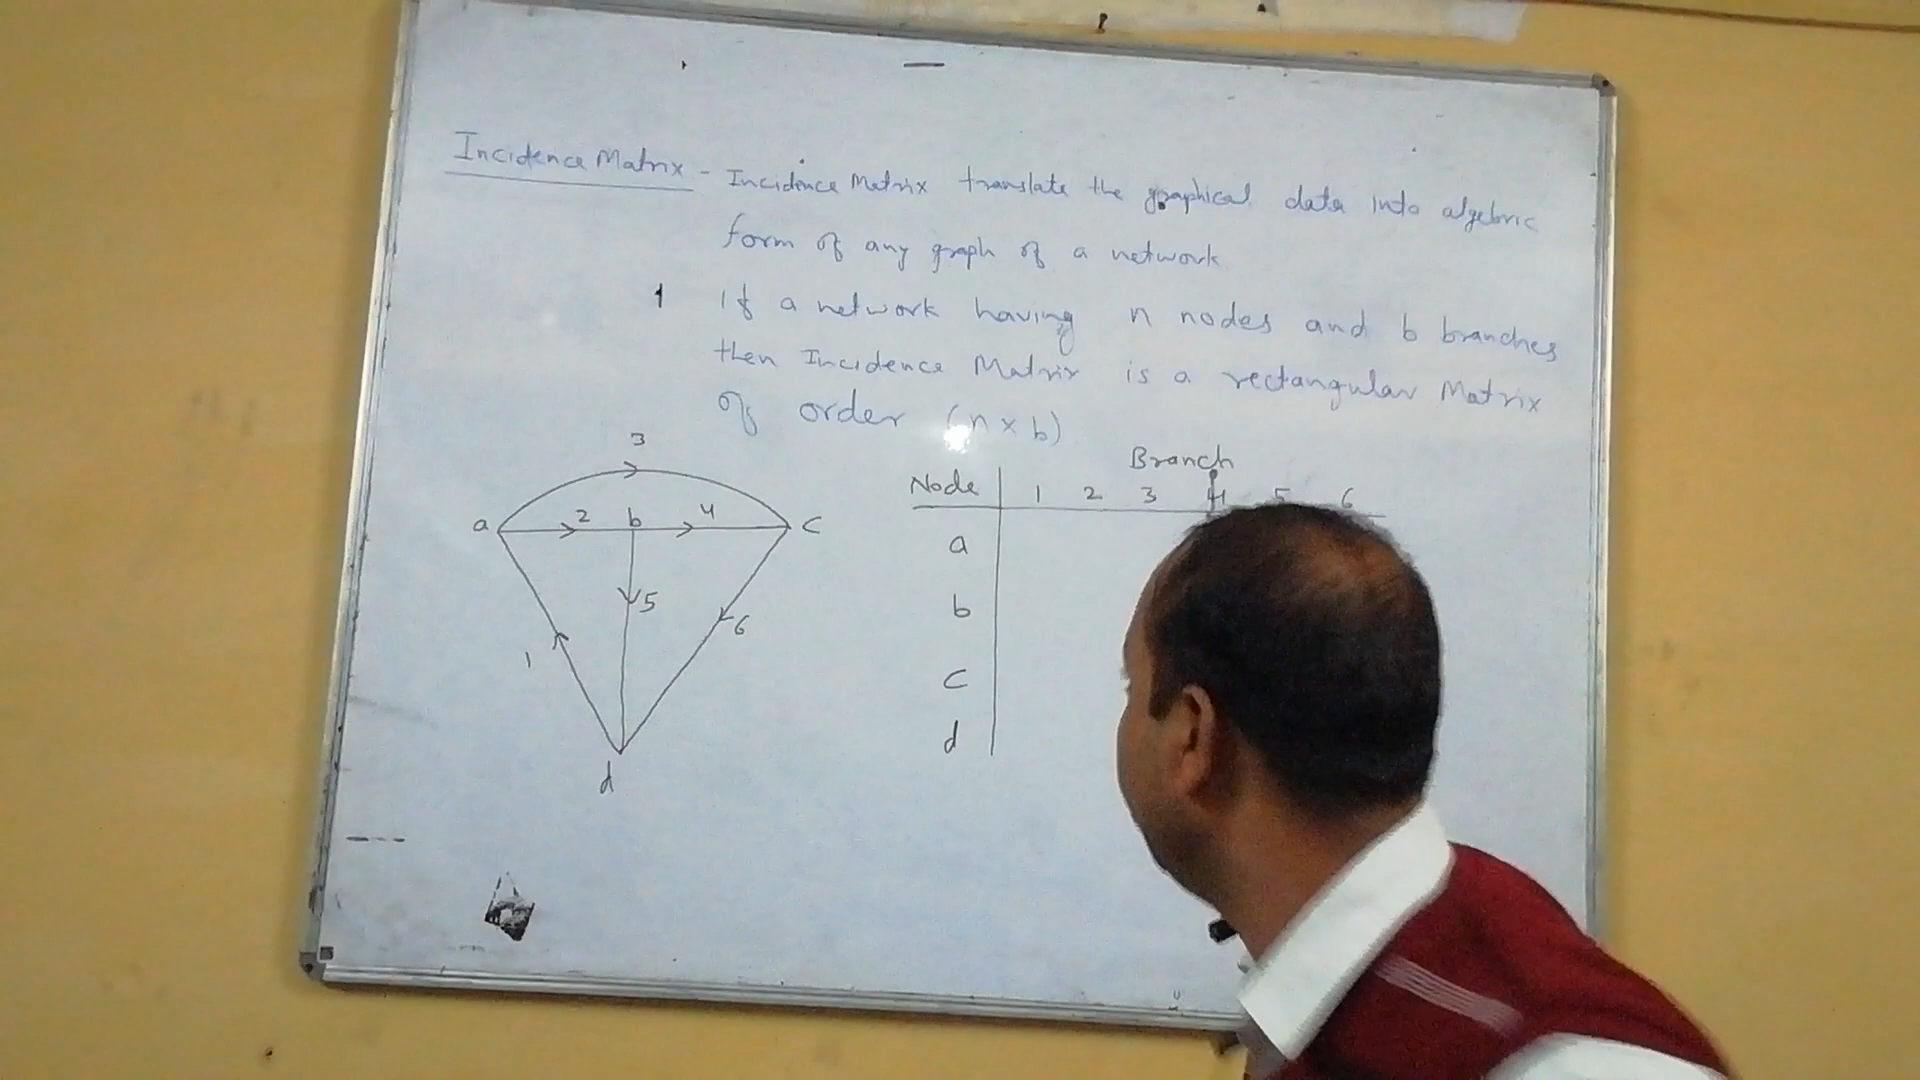 Incidence Matrix - Incidence Matrix translate the graphical data into algebric
form of any graph of a network
1 If a network having n nodes and b branches
then Incidence Matrix is a rectangular Matrix
of order (n × b)
3
a 2 b 4 c
5
6
1
d
Branch
Node 1 2 3 4 5 6
a
b
c
d